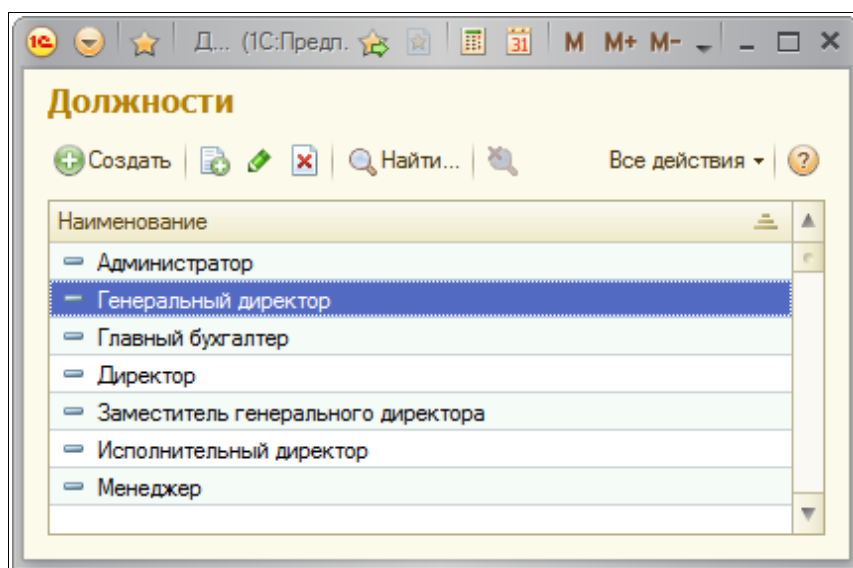 1С Д... (1С:Предп. 31 M M+ M-
Должности
Создать Найти... Все действия ?
Наименование
Администратор
Генеральный директор
Главный бухгалтер
Директор
Заместитель генерального директора
Исполнительный директор
Менеджер